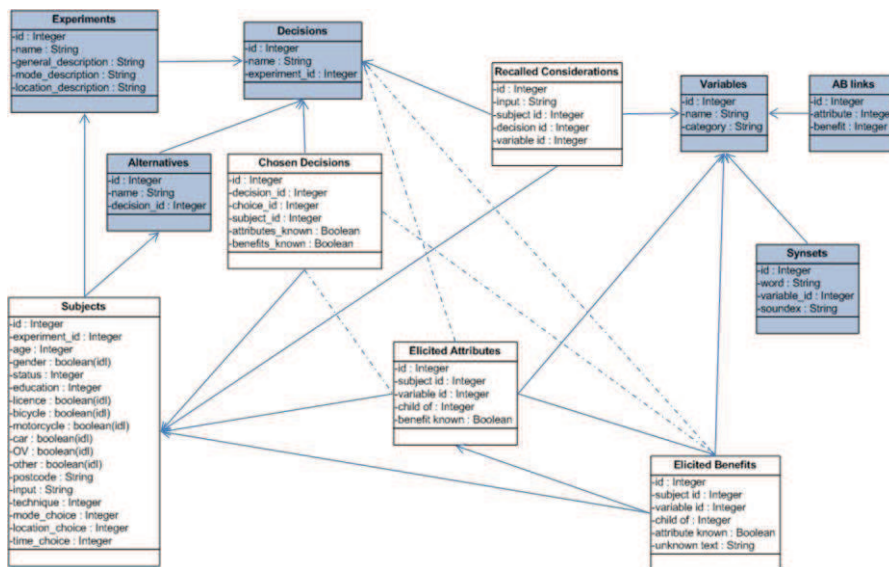 Experiments
-id : Integer
-name : String
-general_description : String
-mode_description : String
-location_description : String
Decisions
-id : Integer
-name : String
-experiment_id : Integer
Recalled Considerations
-id : Integer
-input : String
-subject id : Integer
-decision id : Integer
-variable id : Integer
Variables
-id : Integer
-name : String
-category : String
AB links
-id : Integer
-attribute : Integer
-benefit : Integer
Alternatives
-id : Integer
-name : String
-decision_id : Integer
Chosen Decisions
-id : Integer
-decision_id : Integer
-choice_id : Integer
-subject_id : Integer
-attributes_known : Boolean
-benefits_known : Boolean
Synsets
-id : Integer
-word : String
-variable_id : Integer
-soundex : String
Subjects
-id : Integer
-experiment_id : Integer
-age : Integer
-gender : boolean(idl)
-status : Integer
-education : Integer
-licence : boolean(idl)
-bicycle : boolean(idl)
-motorcycle : boolean(idl)
-car : boolean(idl)
-OV : boolean(idl)
-other : boolean(idl)
-postcode : String
-input : String
-technique : Integer
-mode_choice : Integer
-location_choice : Integer
-time_choice : Integer
Elicited Attributes
-id : Integer
-subject id : Integer
-variable id : Integer
-child of : Integer
-benefit known : Boolean
Elicited Benefits
-id : Integer
-subject id : Integer
-variable id : Integer
-child of : Integer
-attribute known : Boolean
-unknown text : String